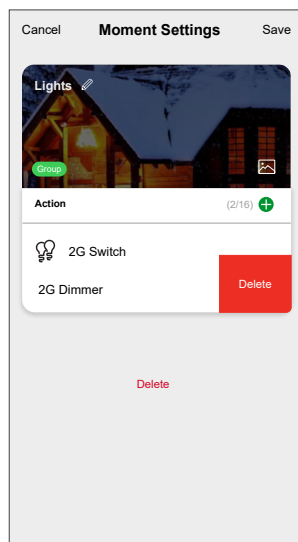 Cancel Moment Settings Save
Lights
Group
Action (2/16)
2G Switch
2G Dimmer Delete
Delete